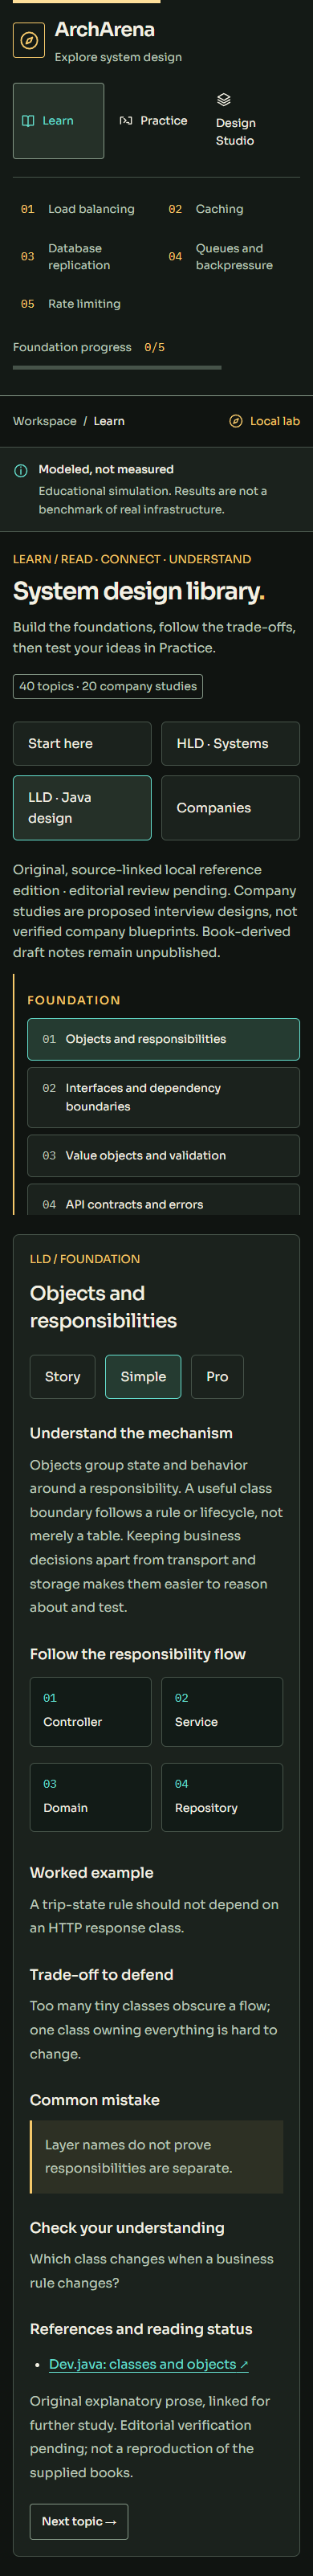 ArchArena
Explore system design
Learn
Practice
Design
Studio
01 Load balancing
02 Caching
03 Database
replication
04 Queues and
backpressure
05 Rate limiting
Foundation progress 0/5
Workspace / Learn
Local lab
Modeled, not measured
Educational simulation. Results are not a
benchmark of real infrastructure.
LEARN / READ · CONNECT · UNDERSTAND
System design library.
Build the foundations, follow the trade-offs,
then test your ideas in Practice.
40 topics · 20 company studies
Start here
HLD · Systems
LLD · Java
design
Companies
Original, source-linked local reference
edition · editorial review pending. Company
studies are proposed interview designs, not
verified company blueprints. Book-derived
draft notes remain unpublished.
FOUNDATION
01 Objects and responsibilities
02 Interfaces and dependency
boundaries
03 Value objects and validation
04 API contracts and errors
LLD / FOUNDATION
Objects and
responsibilities
Story
Simple
Pro
Understand the mechanism
Objects group state and behavior
around a responsibility. A useful class
boundary follows a rule or lifecycle, not
merely a table. Keeping business
decisions apart from transport and
storage makes them easier to reason
about and test.
Follow the responsibility flow
01
Controller
02
Service
03
Domain
04
Repository
Worked example
A trip-state rule should not depend on
an HTTP response class.
Trade-off to defend
Too many tiny classes obscure a flow;
one class owning everything is hard to
change.
Common mistake
Layer names do not prove
responsibilities are separate.
Check your understanding
Which class changes when a business
rule changes?
References and reading status
• Dev.java: classes and objects ↗
Original explanatory prose, linked for
further study. Editorial verification
pending; not a reproduction of the
supplied books.
Next topic →